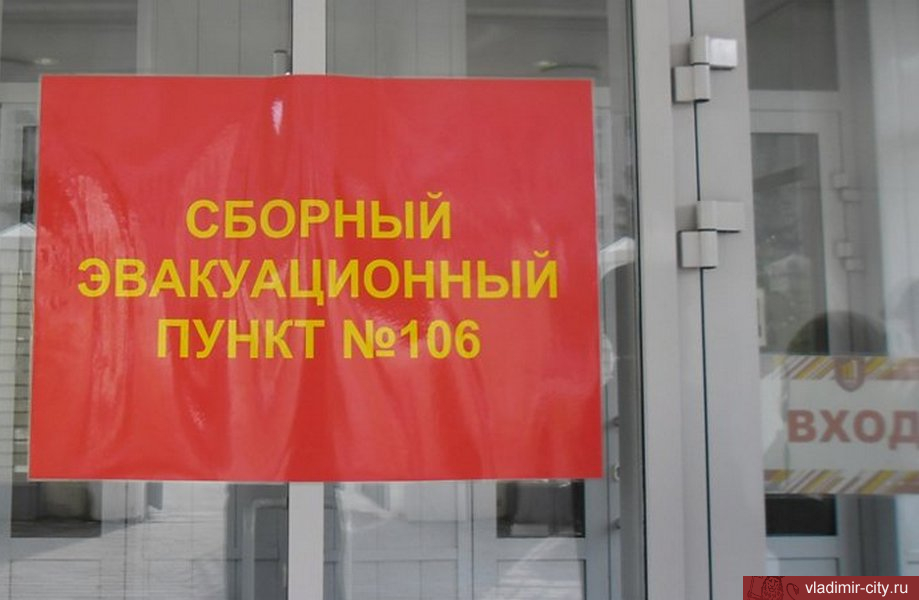 СБОРНЫЙ
ЭВАКУАЦИОННЫЙ
ПУНКТ №106
ВХОД
vladimir-city.ru